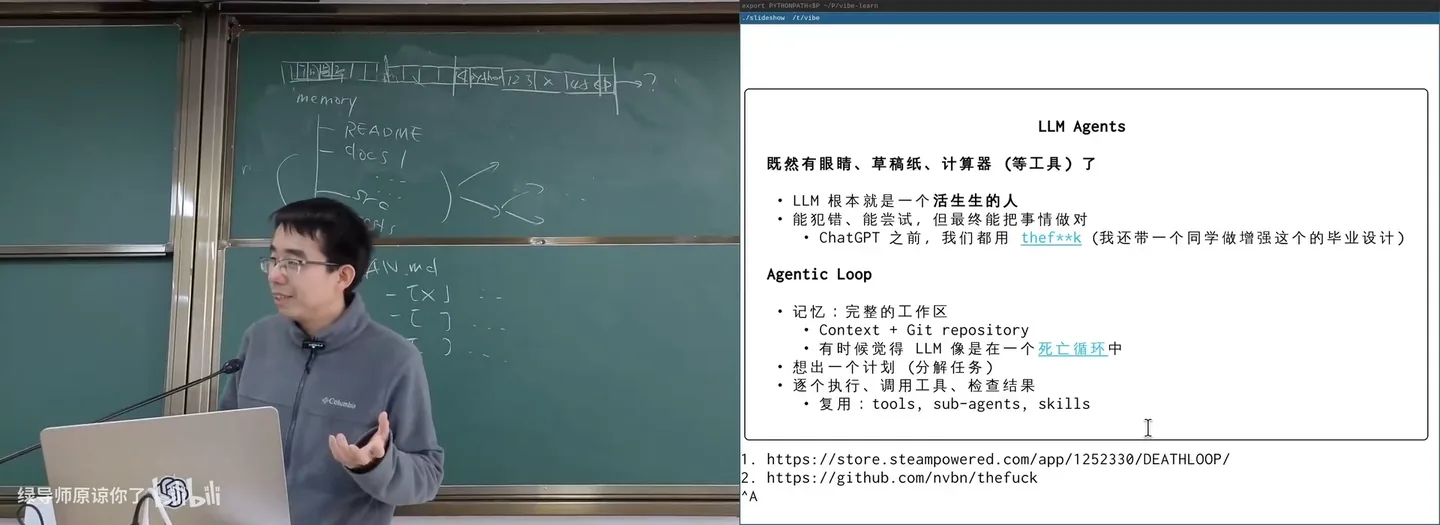 memory
README
docs /
AN.md
- [x] ...
- [ ] ...
[ ] ...
Columbia
绿导师原谅你了
bilibili
export PYTHONPATH=$P ~/P/vibe-learn
./slideshow /t/vibe
LLM Agents
既然有眼睛、草稿纸、计算器 (等工具) 了
• LLM 根本就是一个活生生的人
• 能犯错、能尝试，但最终能把事情做对
• ChatGPT 之前，我们都用 thef**k (我还带一个同学做增强这个的毕业设计)
Agentic Loop
• 记忆：完整的工作区
• Context + Git repository
• 有时候觉得 LLM 像是在一个死亡循环中
• 想出一个计划 (分解任务)
• 逐个执行、调用工具、检查结果
• 复用：tools, sub-agents, skills
1. https://store.steampowered.com/app/1252330/DEATHLOOP/
2. https://github.com/nvbn/thefuck
^A